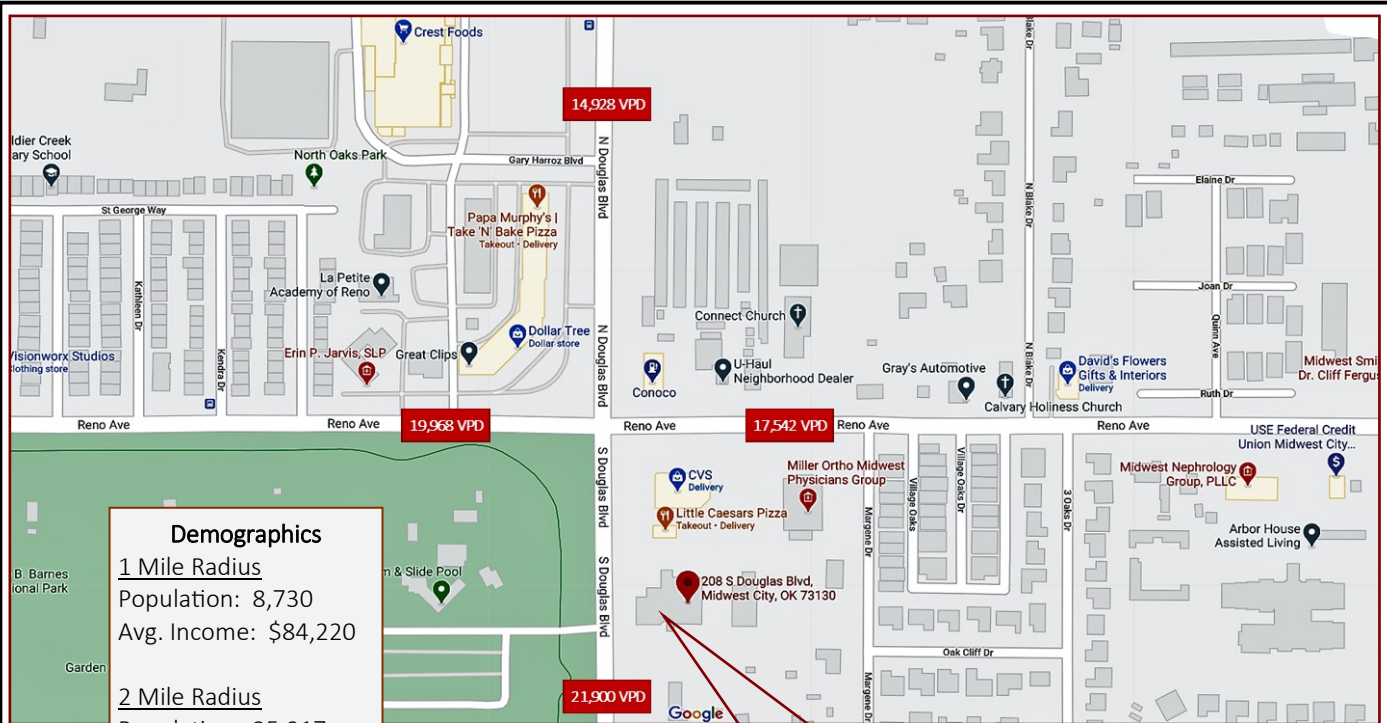 Crest Foods
14,928 VPD
N Blake Dr
ldier Creek
ary School
North Oaks Park
Gary Harroz Blvd
N Douglas Blvd
St George Way
Papa Murphy's |
Take 'N' Bake Pizza
Takeout • Delivery
Elaine Dr
N Blake Dr
La Petite
Academy of Reno
Kathleen Dr
Joan Dr
Connect Church
Quinn Ave
Dollar Tree
Dollar store
N Douglas Blvd
Visionworx Studios
lothing store
Kendra Dr
Erin P. Jarvis, SLP
Great Clips
Conoco
U-Haul
Neighborhood Dealer
Gray's Automotive
N Blake Dr
David's Flowers
Gifts & Interiors
Delivery
Midwest Smi
Dr. Cliff Fergus
Calvary Holiness Church
Ruth Dr
Reno Ave
Reno Ave
19,968 VPD
Reno Ave
17,542 VPD
Reno Ave
Reno Ave
USE Federal Credit
Union Midwest City...
S Douglas Blvd
CVS
Delivery
Miller Ortho Midwest
Physicians Group
Village Oaks
Village Oaks Dr
Midwest Nephrology
Group, PLLC
Little Caesars Pizza
Takeout • Delivery
Margene Dr
3 Oaks Dr
Arbor House
Assisted Living
Demographics
1 Mile Radius
Population: 8,730
Avg. Income: $84,220
2 Mile Radius
B. Barnes
ional Park
m & Slide Pool
S Douglas Blvd
208 S Douglas Blvd,
Midwest City, OK 73130
Garden
Oak Cliff Dr
Margene Dr
21,900 VPD
Google